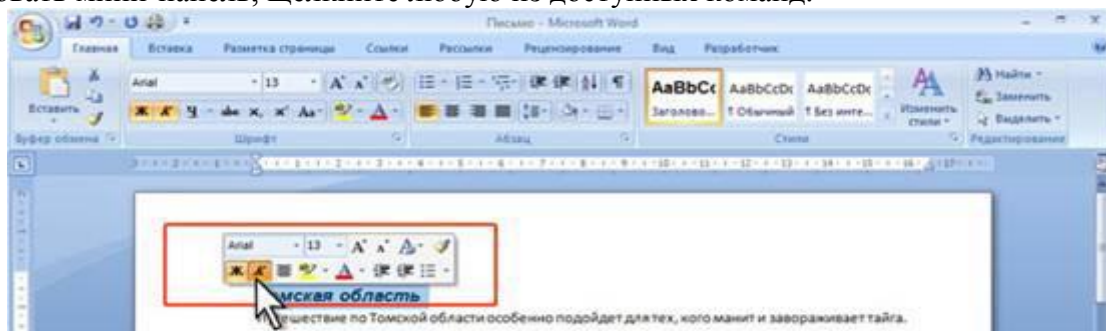 мини-панель, щелкните любую из доступных команд.
Письмо - Microsoft Word
Главная Вставка Разметка страницы Ссылки Рассылки Рецензирование Вид Разработчик
Arial 13
Вставить
Ж К Ч abc x, x' Aa
AaBbCc AaBbCcDc AaBbCcDc
Заголово... ¶ Обычный ¶ Без инте...
Изменить стили
Найти
Заменить
Выделить
Буфер обмена Шрифт Абзац Стили Редактирование
Arial 13
Ж К
мская область
шествие по Томской области особенно подойдет для тех, кого манит и завораживает тайга.